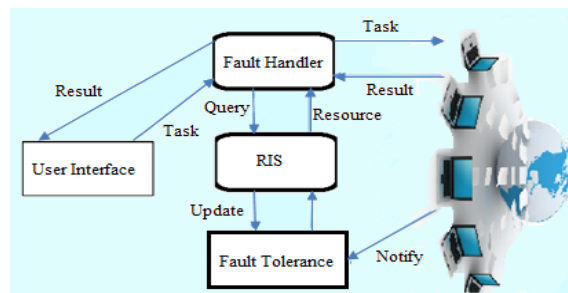 Task
Fault Handler
Result
Result
Query
Resource
Task
User Interface
RIS
Update
Fault Tolerance
Notify